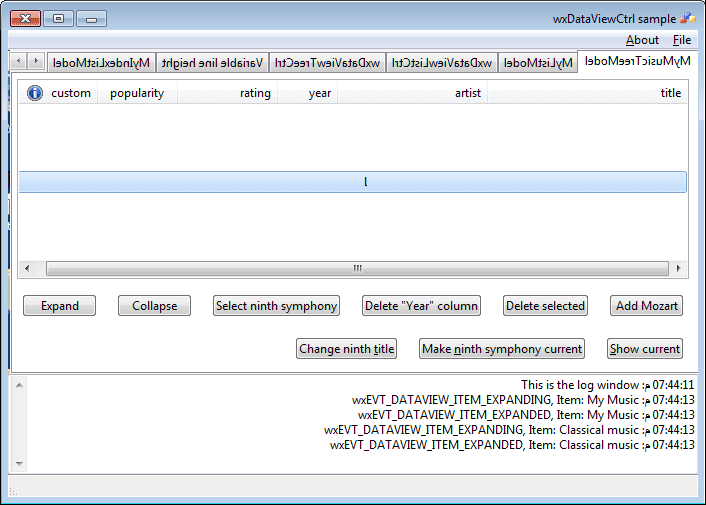 wxDataViewCtrl sample
File About
MyMusicTreeModel MyListModel wxDataViewListCtrl wxDataViewTreeCtrl Variable line height MyIndexListModel
title artist year rating popularity custom
Add Mozart Delete selected Delete "Year" column Select ninth symphony Collapse Expand
Show current Make ninth symphony current Change ninth title
07:44:11 م: This is the log window
07:44:13 م: wxEVT_DATAVIEW_ITEM_EXPANDING, Item: My Music
07:44:13 م: wxEVT_DATAVIEW_ITEM_EXPANDED, Item: My Music
07:44:13 م: wxEVT_DATAVIEW_ITEM_EXPANDING, Item: Classical music
07:44:13 م: wxEVT_DATAVIEW_ITEM_EXPANDED, Item: Classical music